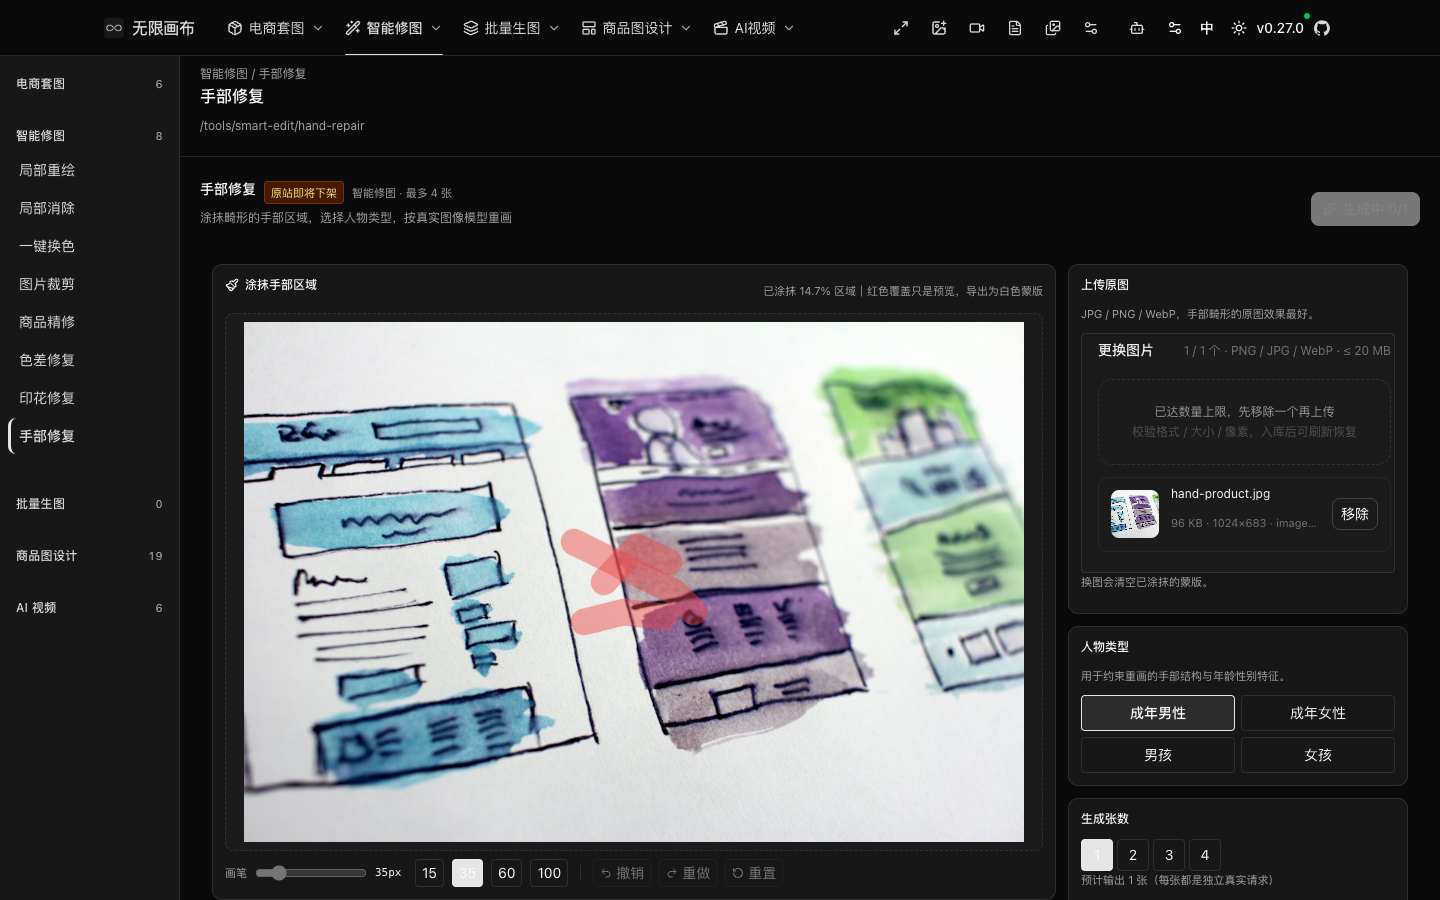 无限画布
电商套图
智能修图
批量生图
商品图设计
AI视频
中
v0.27.0
电商套图 6
智能修图 8
局部重绘
局部消除
一键换色
图片裁剪
商品精修
色差修复
印花修复
手部修复
批量生图 0
商品图设计 19
AI 视频 6
智能修图 / 手部修复
手部修复
/tools/smart-edit/hand-repair
手部修复 原站即将下架 智能修图 · 最多 4 张
涂抹畸形的手部区域，选择人物类型，按真实图像模型重画
生成中 0/1
涂抹手部区域
已涂抹 14.7% 区域 | 红色覆盖只是预览，导出为白色蒙版
画笔 35px 15 35 60 100 撤销 重做 重置
上传原图
JPG / PNG / WebP，手部畸形的原图效果最好。
更换图片 1 / 1 个 · PNG / JPG / WebP · ≤ 20 MB
已达数量上限，先移除一个再上传
校验格式 / 大小 / 像素，入库后可刷新恢复
hand-product.jpg
96 KB · 1024×683 · image...
移除
换图会清空已涂抹的蒙版。
人物类型
用于约束重画的手部结构与年龄性别特征。
成年男性 成年女性
男孩 女孩
生成张数
1 2 3 4
预计输出 1 张（每张都是独立真实请求）